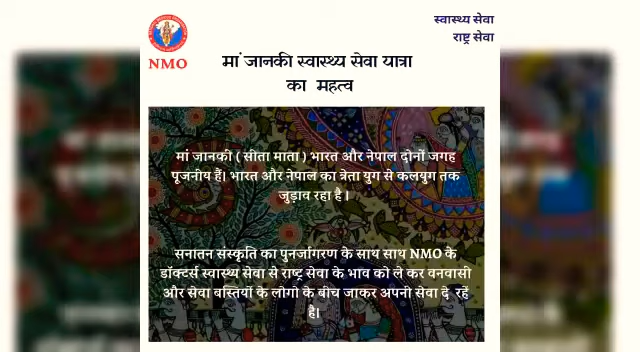 स्वास्थ्य सेवा
राष्ट्र सेवा
NMO
मां जानकी स्वास्थ्य सेवा यात्रा
का महत्व
मां जानकी ( सीता माता ) भारत और नेपाल दोनों जगह
पूजनीय हैं। भारत और नेपाल का त्रेता युग से कलयुग तक
जुड़ाव रहा है ।
सनातन संस्कृति का पुनर्जागरण के साथ साथ NMO के
डॉक्टर्स स्वास्थ्य सेवा से राष्ट्र सेवा के भाव को ले कर वनवासी
और सेवा बस्तियों के लोगो के बीच जाकर अपनी सेवा दे रहें
है।